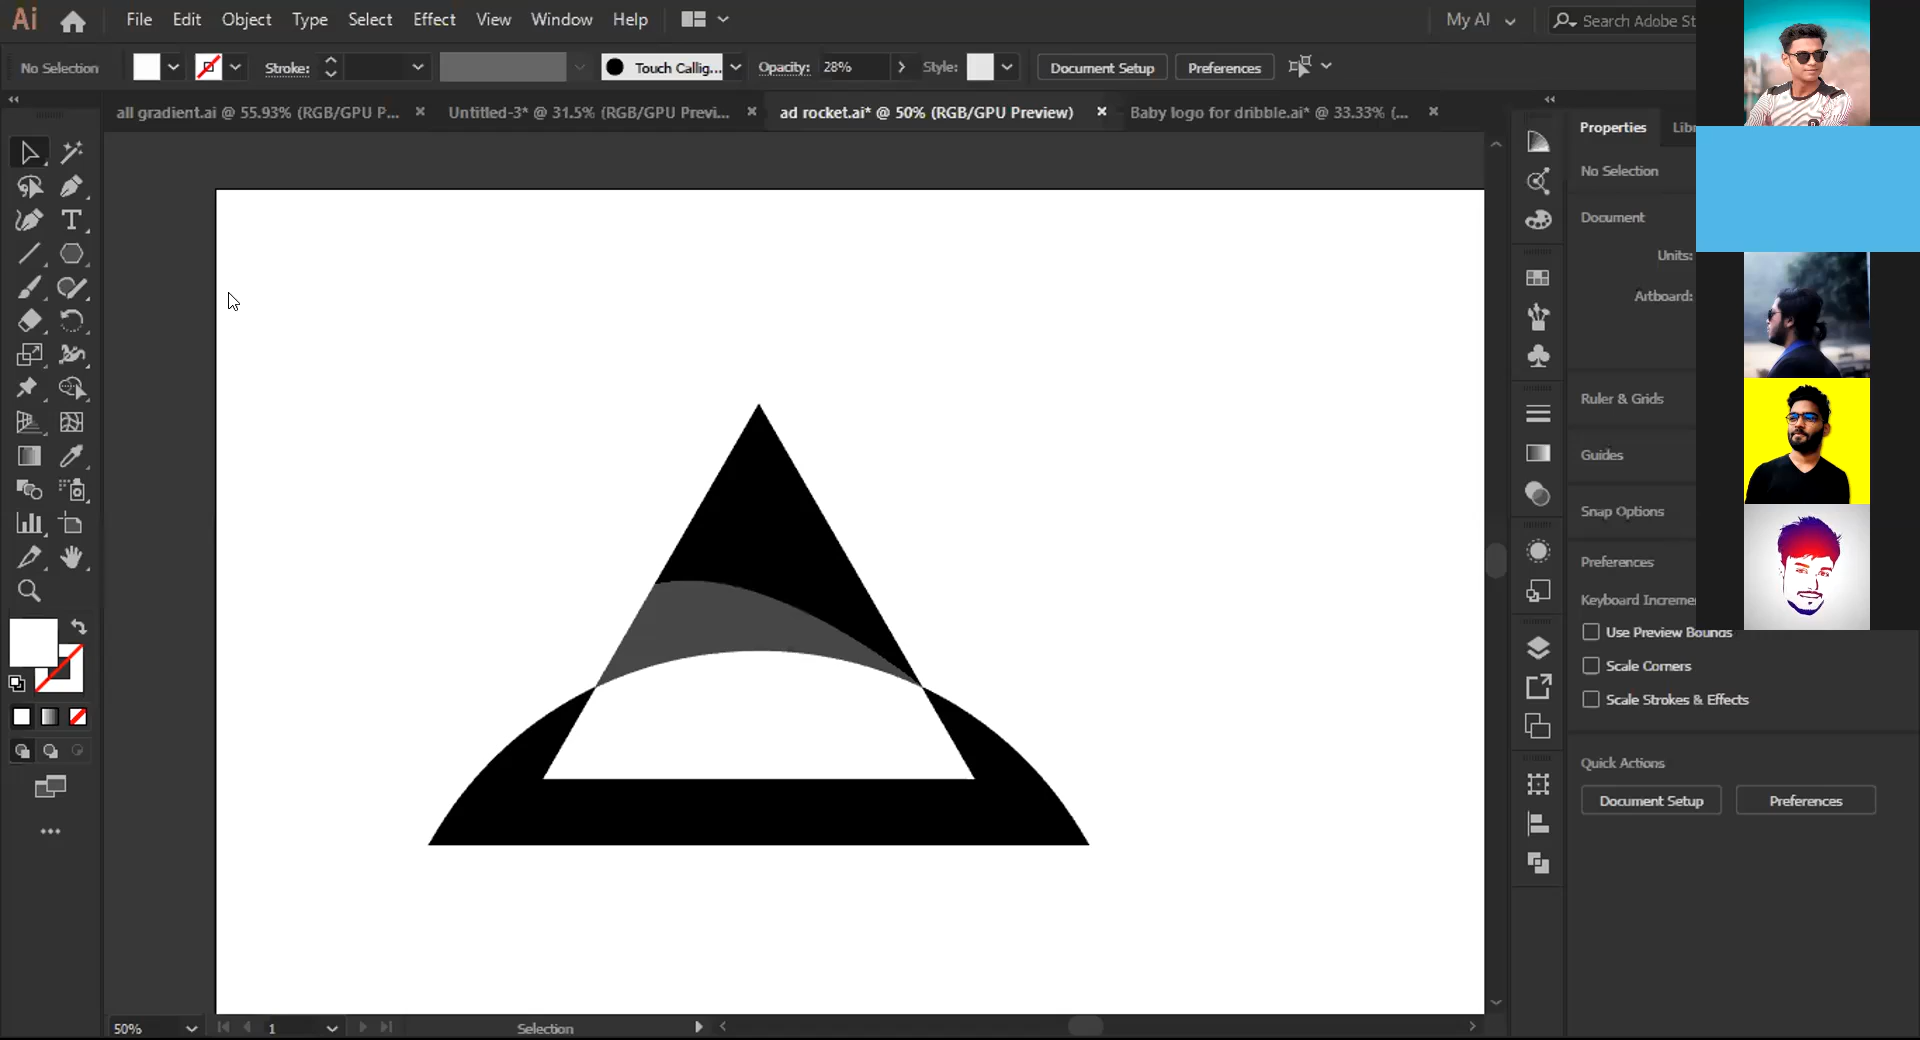 Ai File Edit Object Type Select Effect View Window Help My AI Search Adobe St
No Selection Stroke: Touch Callig... Opacity: 28% Style: Document Setup Preferences
all gradient.ai @ 55.93% (RGB/GPU P... Untitled-3* @ 31.5% (RGB/GPU Previ... ad rocket.ai* @ 50% (RGB/GPU Preview) Baby logo for dribble.ai* @ 33.33% (...
Properties Libr
No Selection
Document
Units:
Artboard:
Ruler & Grids
Guides
Snap Options
Preferences
Keyboard Increme
Use Preview Bounds
Scale Corners
Scale Strokes & Effects
Quick Actions
Document Setup Preferences
50% 1 Selection